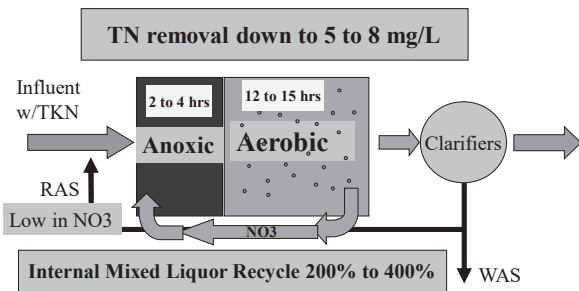 TN removal down to 5 to 8 mg/L
Influent
w/TKN
2 to 4 hrs
12 to 15 hrs
Anoxic
Aerobic
Clarifiers
RAS
Low in NO3
NO3
Internal Mixed Liquor Recycle 200% to 400%
WAS